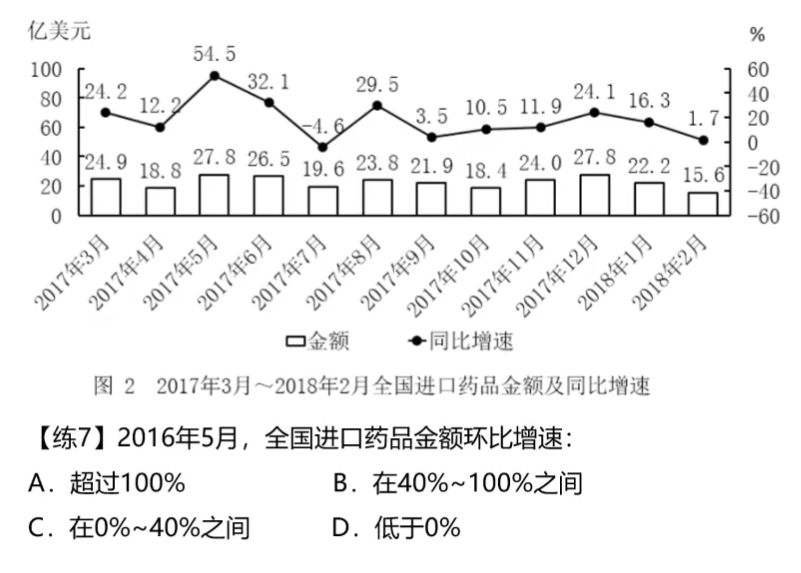 亿美元 %
54.5
100 60
80 24.2 12.2 32.1 29.5 24.1 40
60 -4.6 3.5 10.5 11.9 16.3 1.7 20
0
40 24.9 18.8 27.8 26.5 19.6 23.8 21.9 18.4 24.0 27.8 22.2 15.6 -20
20 -40
0 -60
2017年3月 2017年4月 2017年5月 2017年6月 2017年7月 2017年8月 2017年9月 2017年10月 2017年11月 2017年12月 2018年1月 2018年2月
金额 同比增速
图 2 2017年3月～2018年2月全国进口药品金额及同比增速
【练7】2016年5月，全国进口药品金额环比增速：
A．超过100% B．在40%~100%之间
C．在0%~40%之间 D．低于0%